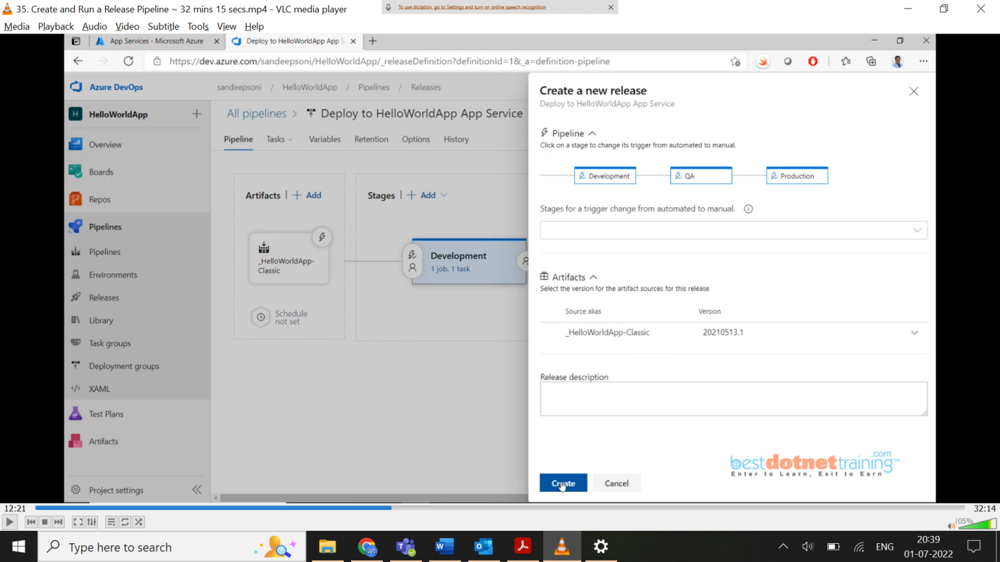 35. Create and Run a Release Pipeline ~ 32 mins 15 secs.mp4 - VLC media player
To use dictation, go to Settings and turn on online speech recognition
Media Playback Audio Video Subtitle Tools View Help
App Services - Microsoft Azure
Deploy to HelloWorldApp App S
https://dev.azure.com/sandeepsoni/HelloWorldApp/_releaseDefinition?definitionId=1&_a=definition-pipeline
Azure DevOps
sandeepsoni / HelloWorldApp / Pipelines / Releases
H HelloWorldApp
Overview
Boards
Repos
Pipelines
Pipelines
Environments
Releases
Library
Task groups
Deployment groups
XAML
Test Plans
Artifacts
Project settings
All pipelines > Deploy to HelloWorldApp App Service
Pipeline Tasks Variables Retention Options History
Artifacts | + Add
Stages | + Add
_HelloWorldApp-
Classic
Schedule
not set
Development
1 job, 1 task
Create a new release
Deploy to HelloWorldApp App Service
Pipeline
Click on a stage to change its trigger from automated to manual.
Development QA Production
Stages for a trigger change from automated to manual.
Artifacts
Select the version for the artifact sources for this release
Source alias Version
_HelloWorldApp-Classic 20210513.1
Release description
bestdotnettraining.com™
Enter to Learn, Exit to Earn
Create Cancel
12:21 32:14
105%
Type here to search
ENG
20:39
01-07-2022